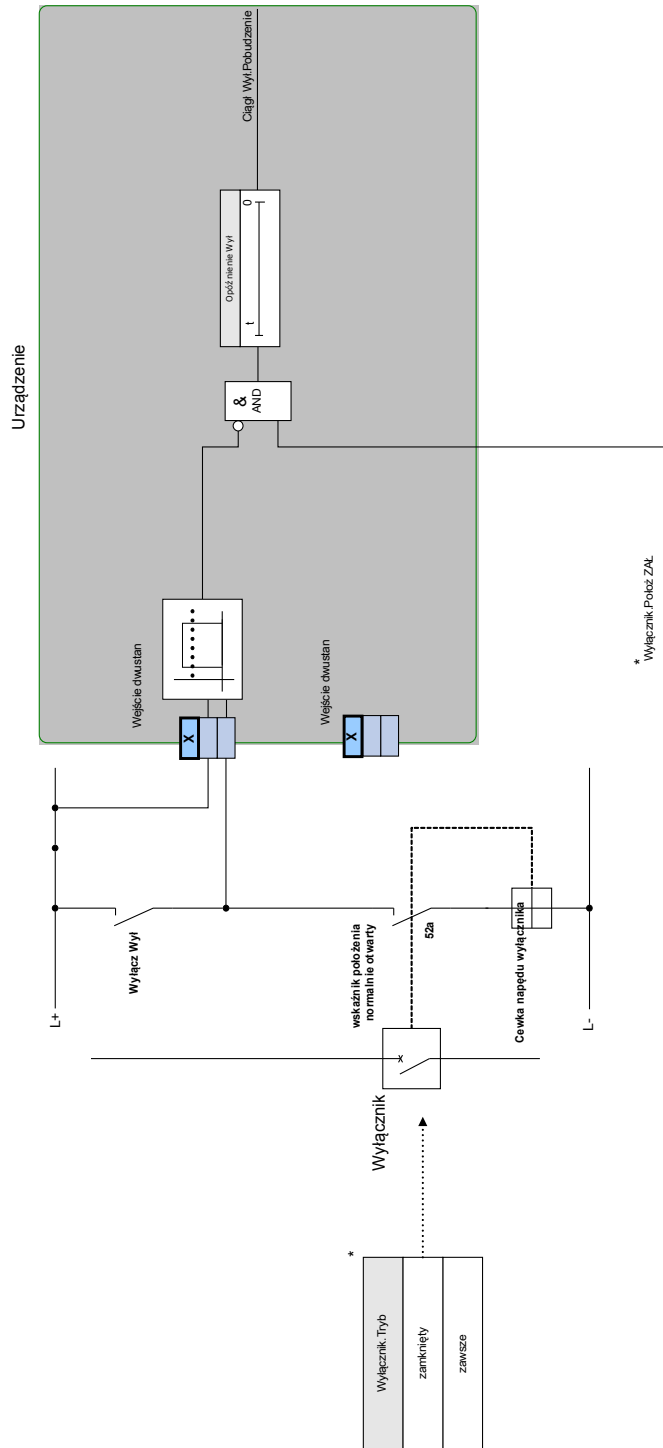 Urządzenie
Ciągł Wył.Pobudzenie
Opóźnienie Wył
t
0
&
AND
Wejście dwustan
X
Wejście dwustan
X
*
Wyłącznik.Położ ZAŁ
L+
Wyłącz Wył
wskaźnik położenia
normalnie otwarty
52a
Cewka napędu wyłącznika
L-
Wyłącznik
*
Wyłącznik.Tryb
zamknięty
zawsze